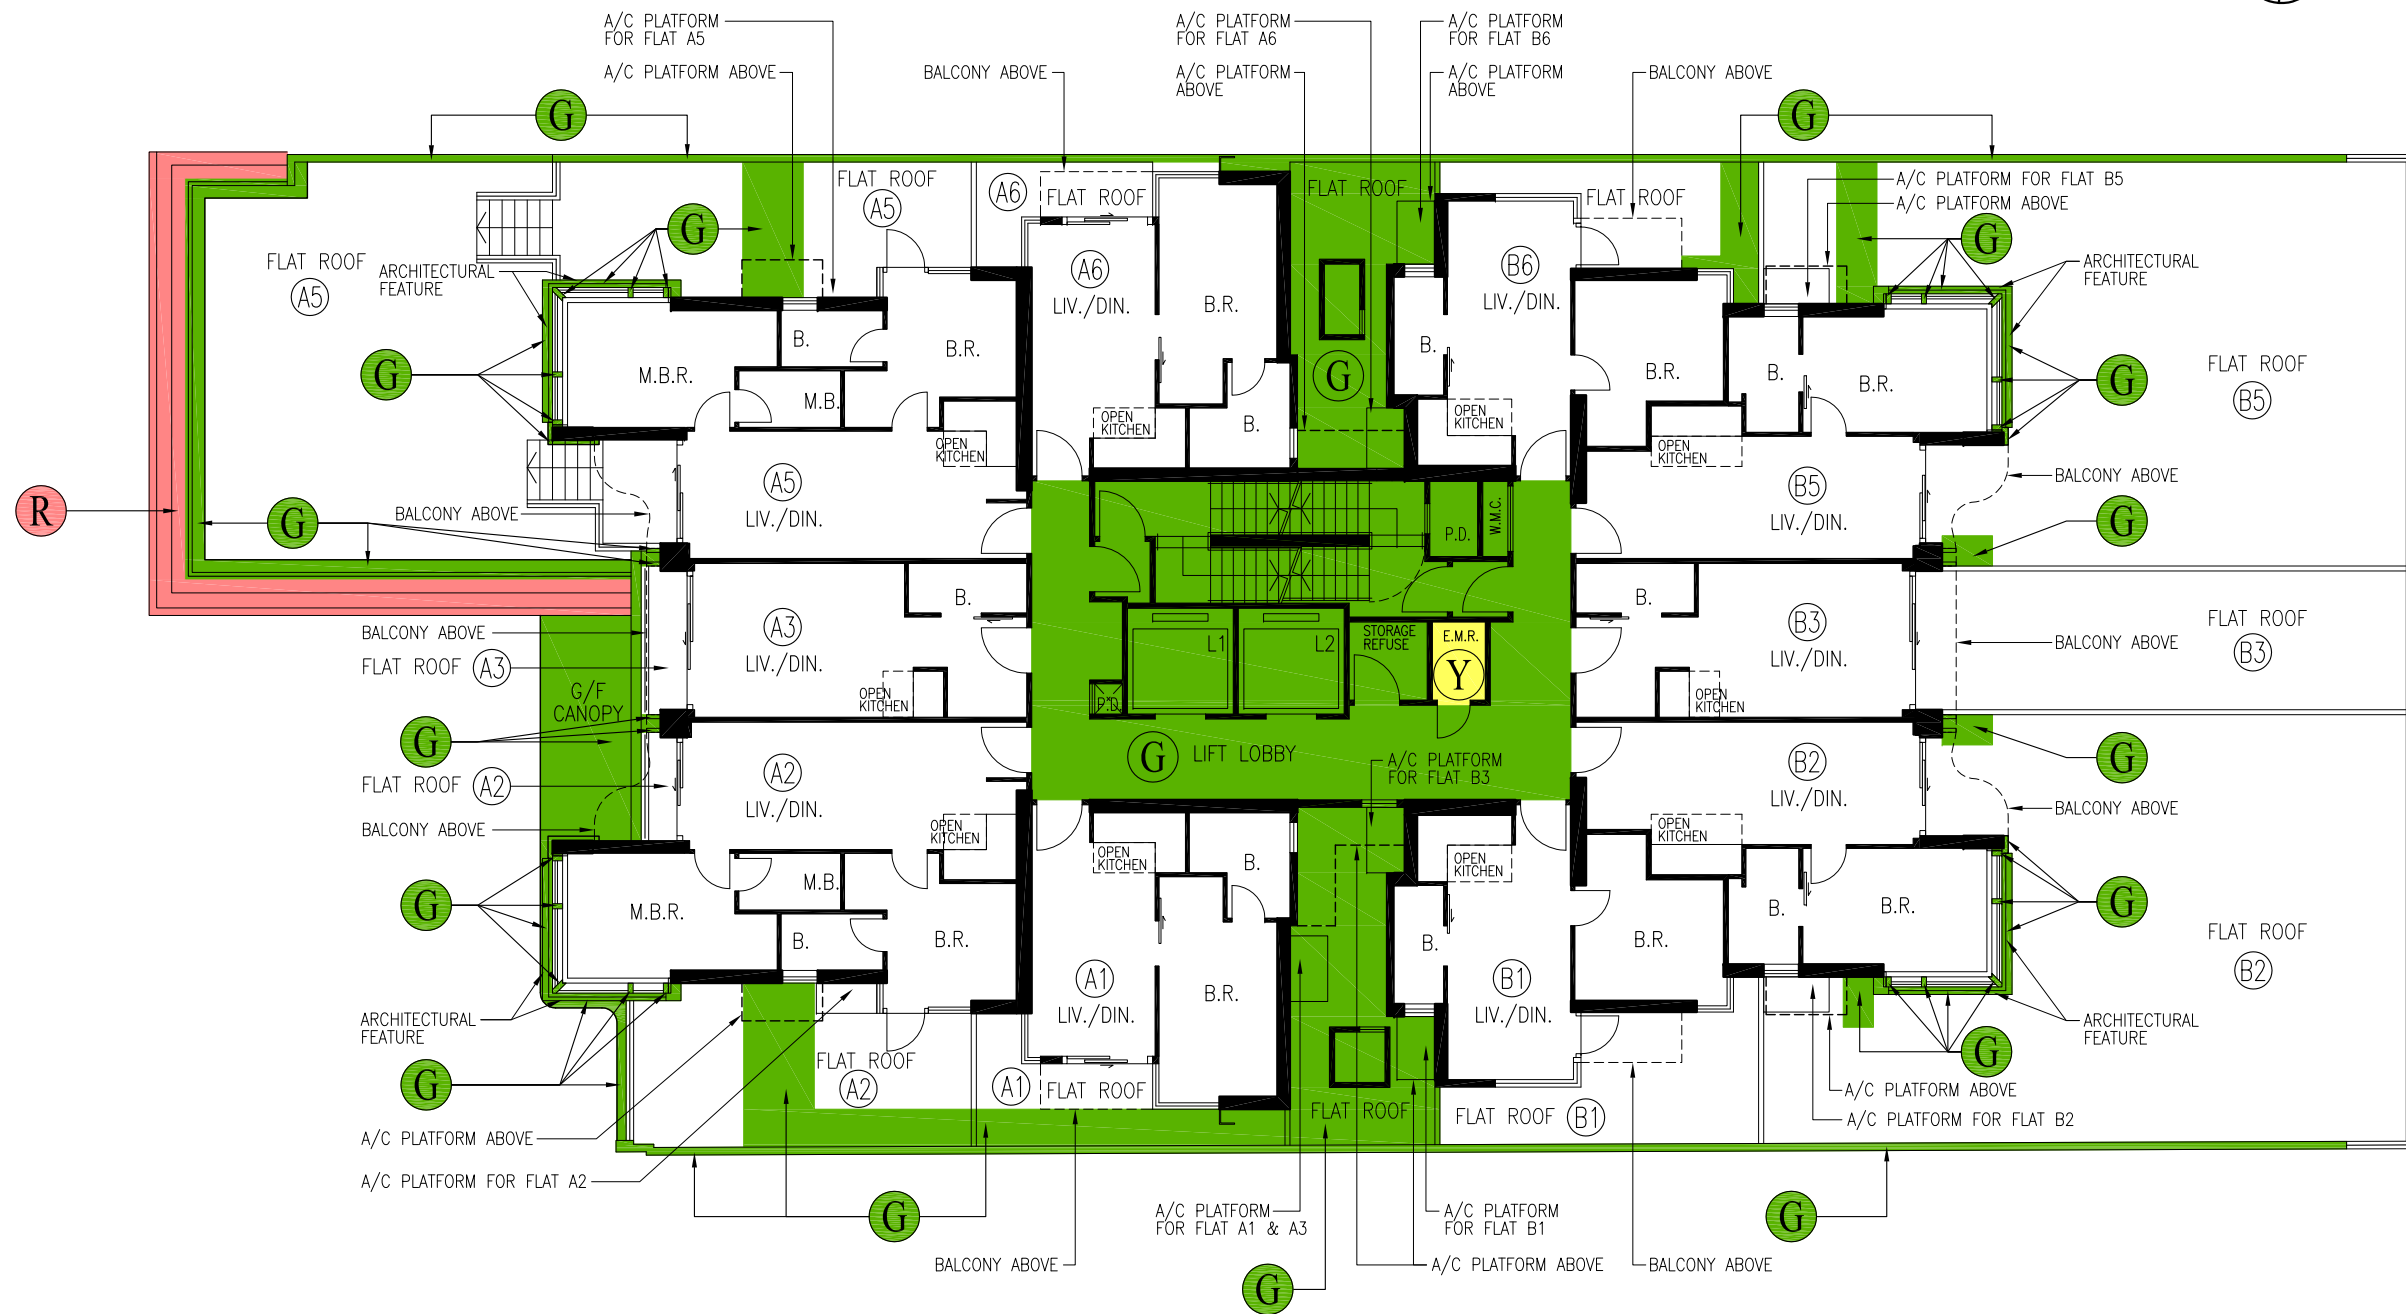 A/C PLATFORM
FOR FLAT A5
A/C PLATFORM ABOVE
BALCONY ABOVE
A/C PLATFORM
FOR FLAT A6
A/C PLATFORM
ABOVE
A/C PLATFORM
FOR FLAT B6
A/C PLATFORM
ABOVE
BALCONY ABOVE
G
G
FLAT ROOF
A5
A6
FLAT ROOF
FLAT ROOF
FLAT ROOF
A/C PLATFORM FOR FLAT B5
A/C PLATFORM ABOVE
G
G
FLAT ROOF
A5
ARCHITECTURAL
FEATURE
A6
LIV./DIN.
B.R.
B6
LIV./DIN.
ARCHITECTURAL
FEATURE
B.
B.R.
B.
G
M.B.R.
M.B.
G
B.R.
B.
B.R.
G
FLAT ROOF
B5
OPEN
KITCHEN
B.
OPEN
KITCHEN
OPEN
KITCHEN
OPEN
KITCHEN
A5
LIV./DIN.
B5
LIV./DIN.
BALCONY ABOVE
R
G
BALCONY ABOVE
P.D.
W.M.C.
G
B.
B.
A3
LIV./DIN.
BALCONY ABOVE
FLAT ROOF A3
L1
L2
STORAGE
REFUSE
E.M.R.
Y
B3
LIV./DIN.
BALCONY ABOVE
FLAT ROOF
B3
G/F
CANOPY
OPEN
KITCHEN
P.D.
OPEN
KITCHEN
G
G
LIFT LOBBY
A/C PLATFORM
FOR FLAT B3
G
FLAT ROOF A2
A2
LIV./DIN.
B2
LIV./DIN.
BALCONY ABOVE
BALCONY ABOVE
OPEN
KITCHEN
OPEN
KITCHEN
OPEN
KITCHEN
OPEN
KITCHEN
B.
G
M.B.R.
M.B.
B.
B.R.
B.
B.R.
B.
B.R.
G
FLAT ROOF
B2
A1
LIV./DIN.
B.R.
B1
LIV./DIN.
ARCHITECTURAL
FEATURE
ARCHITECTURAL
FEATURE
G
FLAT ROOF
A2
A1
FLAT ROOF
FLAT ROOF
FLAT ROOF B1
G
A/C PLATFORM ABOVE
A/C PLATFORM FOR FLAT B2
A/C PLATFORM ABOVE
A/C PLATFORM FOR FLAT A2
G
A/C PLATFORM
FOR FLAT A1 & A3
A/C PLATFORM
FOR FLAT B1
G
BALCONY ABOVE
A/C PLATFORM ABOVE
BALCONY ABOVE
G